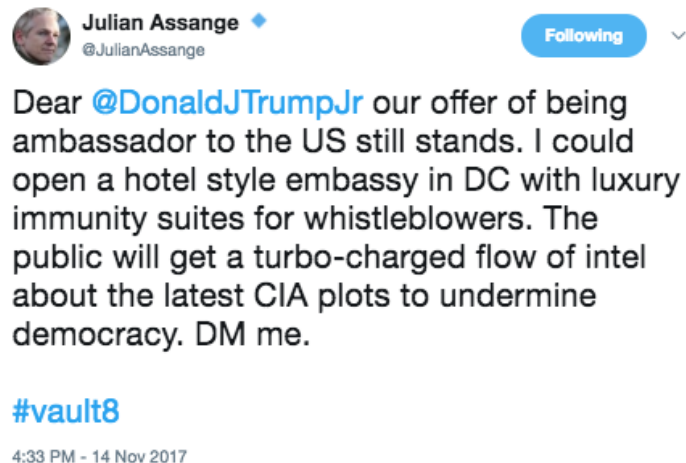 Julian Assange
@JulianAssange
Following
Dear @DonaldJTrumpJr our offer of being
ambassador to the US still stands. I could
open a hotel style embassy in DC with luxury
immunity suites for whistleblowers. The
public will get a turbo-charged flow of intel
about the latest CIA plots to undermine
democracy. DM me.
#vault8
4:33 PM - 14 Nov 2017